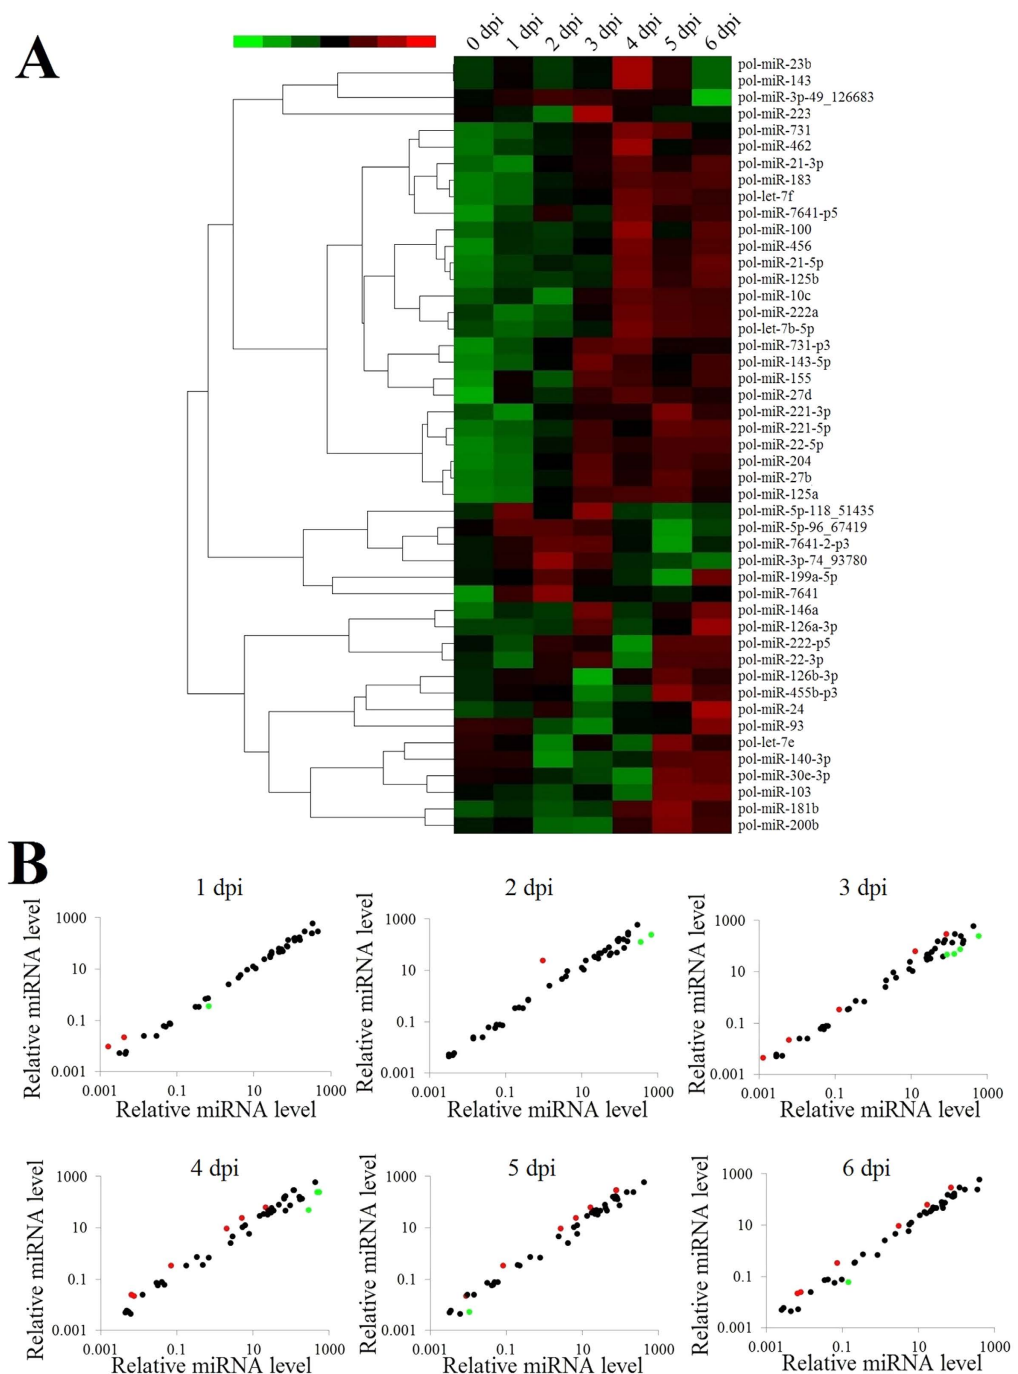 A
0 dpi 1 dpi 2 dpi 3 dpi 4 dpi 5 dpi 6 dpi
pol-miR-23b
pol-miR-143
pol-miR-3p-49_126683
pol-miR-223
pol-miR-731
pol-miR-462
pol-miR-21-3p
pol-miR-183
pol-let-7f
pol-miR-7641-p5
pol-miR-100
pol-miR-456
pol-miR-21-5p
pol-miR-125b
pol-miR-10c
pol-miR-222a
pol-let-7b-5p
pol-miR-731-p3
pol-miR-143-5p
pol-miR-155
pol-miR-27d
pol-miR-221-3p
pol-miR-221-5p
pol-miR-22-5p
pol-miR-204
pol-miR-27b
pol-miR-125a
pol-miR-5p-118_51435
pol-miR-5p-96_67419
pol-miR-7641-2-p3
pol-miR-3p-74_93780
pol-miR-199a-5p
pol-miR-7641
pol-miR-146a
pol-miR-126a-3p
pol-miR-222-p5
pol-miR-22-3p
pol-miR-126b-3p
pol-miR-455b-p3
pol-miR-24
pol-miR-93
pol-let-7e
pol-miR-140-3p
pol-miR-30e-3p
pol-miR-103
pol-miR-181b
pol-miR-200b
B
1 dpi
Relative miRNA level
1000
10
0.1
0.001
0.001 0.1 10 1000
Relative miRNA level
2 dpi
Relative miRNA level
1000
10
0.1
0.001
0.001 0.1 10 1000
Relative miRNA level
3 dpi
Relative miRNA level
1000
10
0.1
0.001
0.001 0.1 10 1000
Relative miRNA level
4 dpi
Relative miRNA level
1000
10
0.1
0.001
0.001 0.1 10 1000
Relative miRNA level
5 dpi
Relative miRNA level
1000
10
0.1
0.001
0.001 0.1 10 1000
Relative miRNA level
6 dpi
Relative miRNA level
1000
10
0.1
0.001
0.001 0.1 10 1000
Relative miRNA level